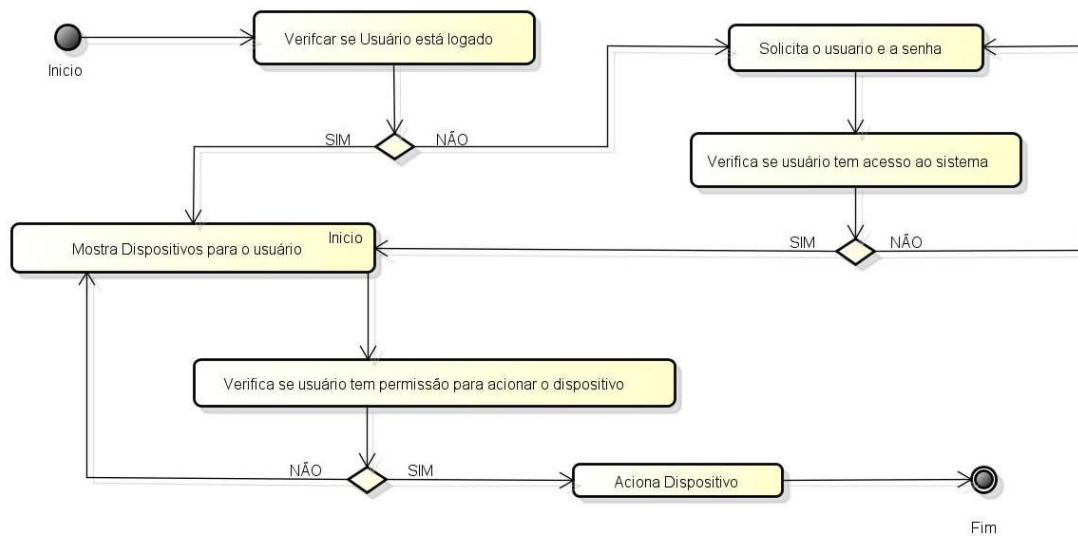 Verifcar se Usuário está logado
Solicita o usuario e a senha
Inicio
SIM
NÃO
Verifica se usuário tem acesso ao sistema
Inicio
Mostra Dispositivos para o usuário
SIM
NÃO
Verifica se usuário tem permissão para acionar o dispositivo
NÃO
SIM
Aciona Dispositivo
Fim